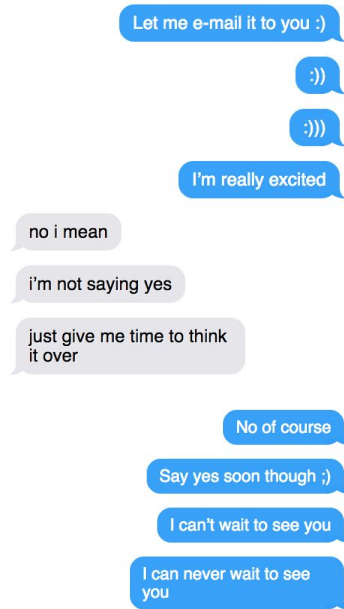 Let me e-mail it to you :)
:))
:)))
I'm really excited
no i mean
i'm not saying yes
just give me time to think
it over
No of course
Say yes soon though ;)
I can't wait to see you
I can never wait to see
you